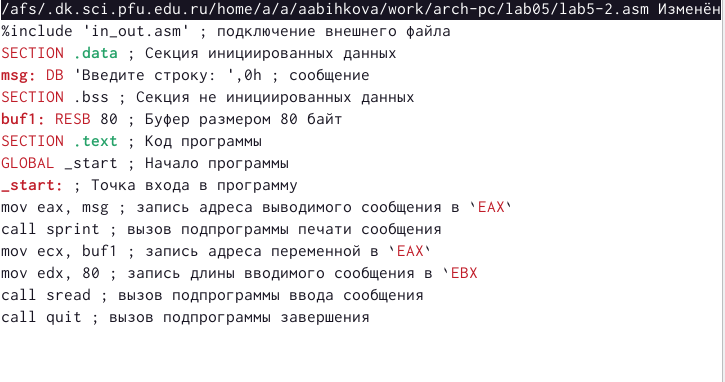 /afs/.dk.sci.pfu.edu.ru/home/a/a/aabihkova/work/arch-pc/lab05/lab5-2.asm Изменён
%include 'in_out.asm' ; подключение внешнего файла
SECTION .data ; Секция инициированных данных
msg: DB 'Введите строку: ',0h ; сообщение
SECTION .bss ; Секция не инициированных данных
buf1: RESB 80 ; Буфер размером 80 байт
SECTION .text ; Код программы
GLOBAL _start ; Начало программы
_start: ; Точка входа в программу
mov eax, msg ; запись адреса выводимого сообщения в `EAX`
call sprint ; вызов подпрограммы печати сообщения
mov ecx, buf1 ; запись адреса переменной в `EAX`
mov edx, 80 ; запись длины вводимого сообщения в `EBX
call sread ; вызов подпрограммы ввода сообщения
call quit ; вызов подпрограммы завершения